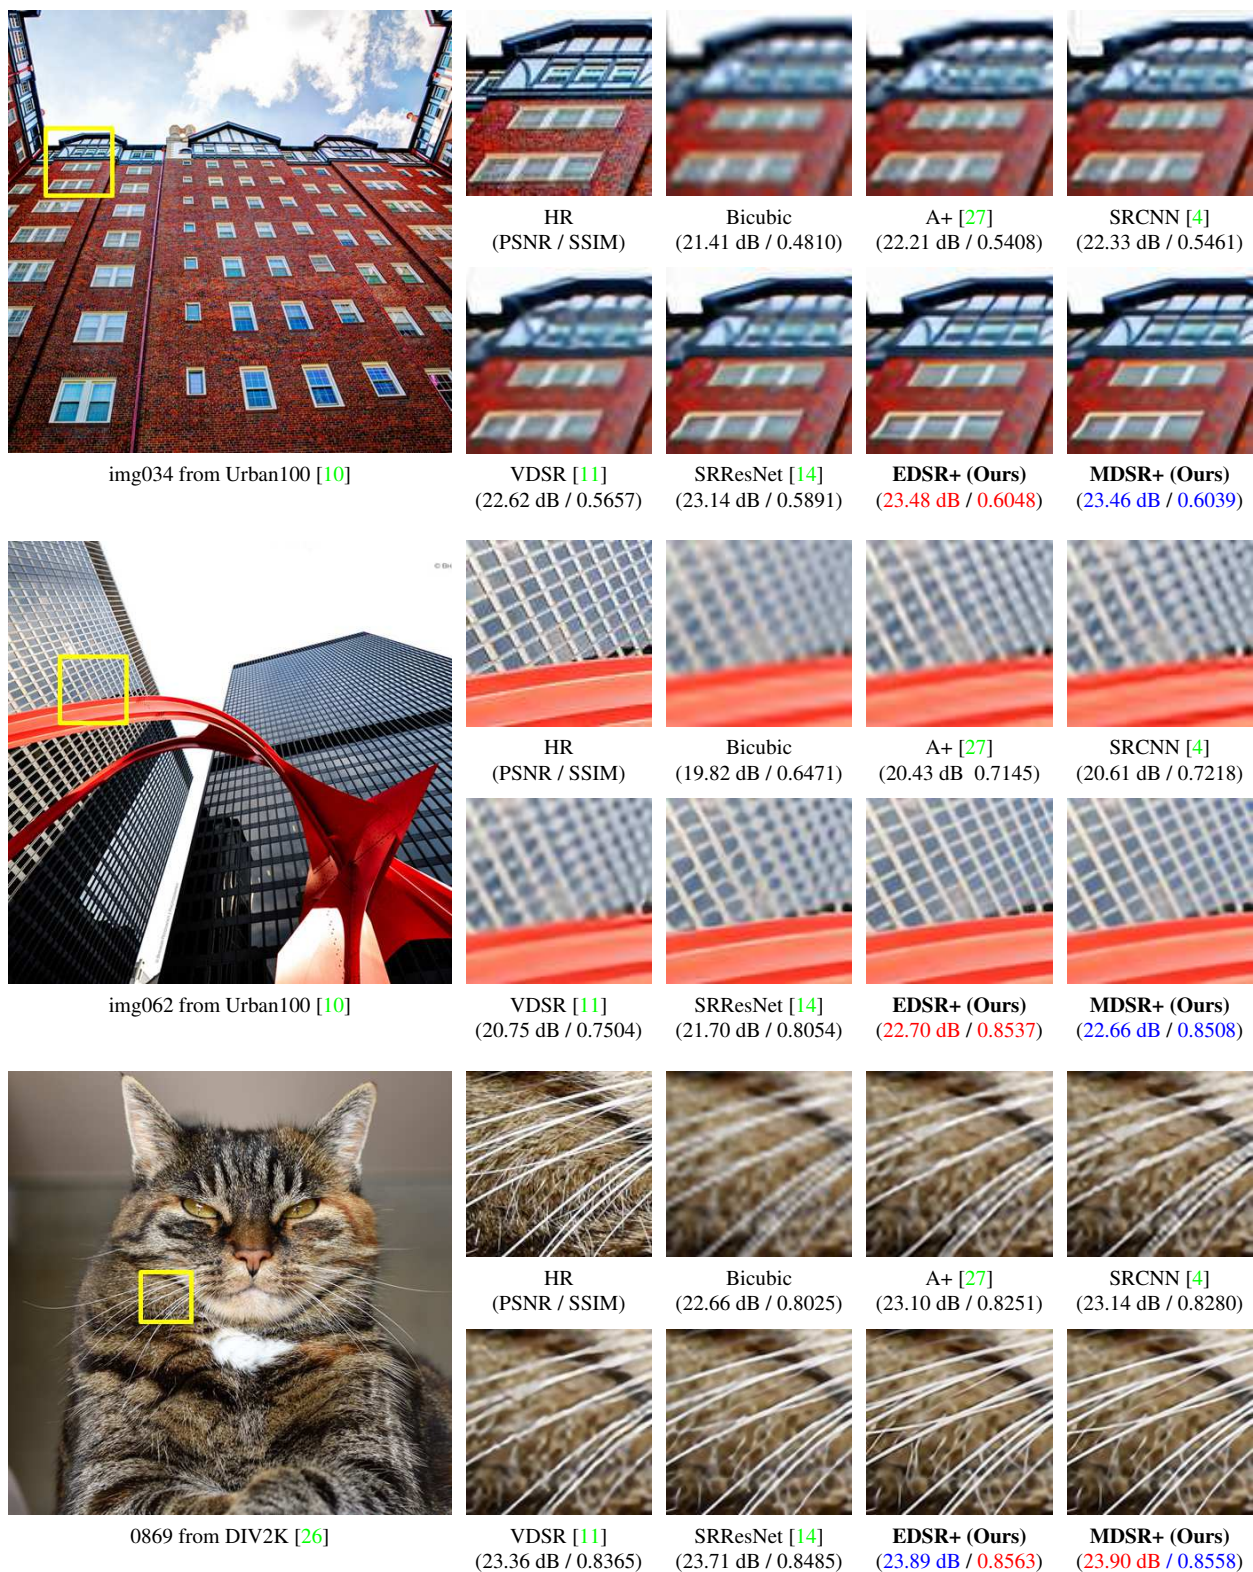 HR
Bicubic
A+ [27]
SRCNN [4]
(PSNR / SSIM)
(21.41 dB / 0.4810)
(22.21 dB / 0.5408)
(22.33 dB / 0.5461)
img034 from Urban100 [10]
VDSR [11]
SRResNet [14]
EDSR+ (Ours)
MDSR+ (Ours)
(22.62 dB / 0.5657)
(23.14 dB / 0.5891)
(23.48 dB / 0.6048)
(23.46 dB / 0.6039)
© BH
HR
Bicubic
A+ [27]
SRCNN [4]
(PSNR / SSIM)
(19.82 dB / 0.6471)
(20.43 dB 0.7145)
(20.61 dB / 0.7218)
img062 from Urban100 [10]
VDSR [11]
SRResNet [14]
EDSR+ (Ours)
MDSR+ (Ours)
(20.75 dB / 0.7504)
(21.70 dB / 0.8054)
(22.70 dB / 0.8537)
(22.66 dB / 0.8508)
HR
Bicubic
A+ [27]
SRCNN [4]
(PSNR / SSIM)
(22.66 dB / 0.8025)
(23.10 dB / 0.8251)
(23.14 dB / 0.8280)
0869 from DIV2K [26]
VDSR [11]
SRResNet [14]
EDSR+ (Ours)
MDSR+ (Ours)
(23.36 dB / 0.8365)
(23.71 dB / 0.8485)
(23.89 dB / 0.8563)
(23.90 dB / 0.8558)